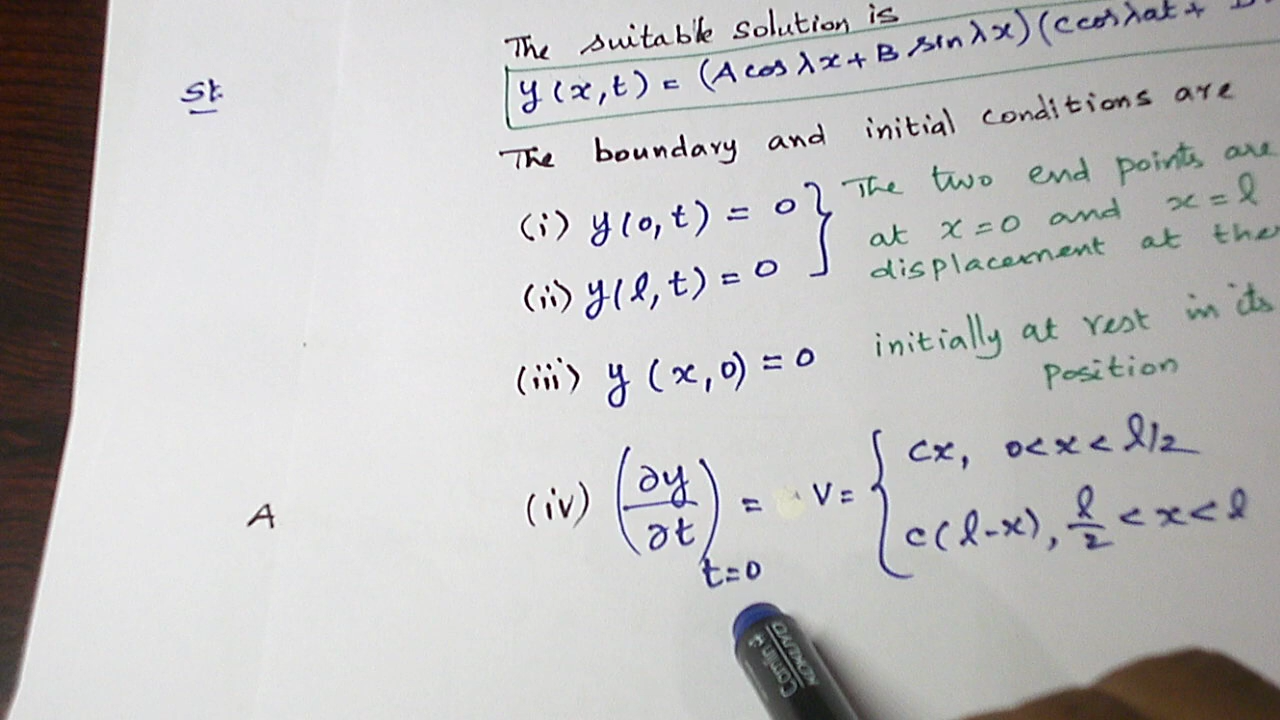 The suitable solution is
St.
y(x,t) = (A cos λx + B sin λx)(C cos λat +
The boundary and initial conditions are
(i) y(0,t) = 0 } The two end points are
at x=0 and x=l
(ii) y(l,t) = 0 displacement at the
(iii) y(x,0) = 0 initially at rest in its
position
(iv) (∂y/∂t)t=0 = V = { cx, 0<x<l/2
A
c(l-x), l/2<x<l
Camlin
KOKUYO